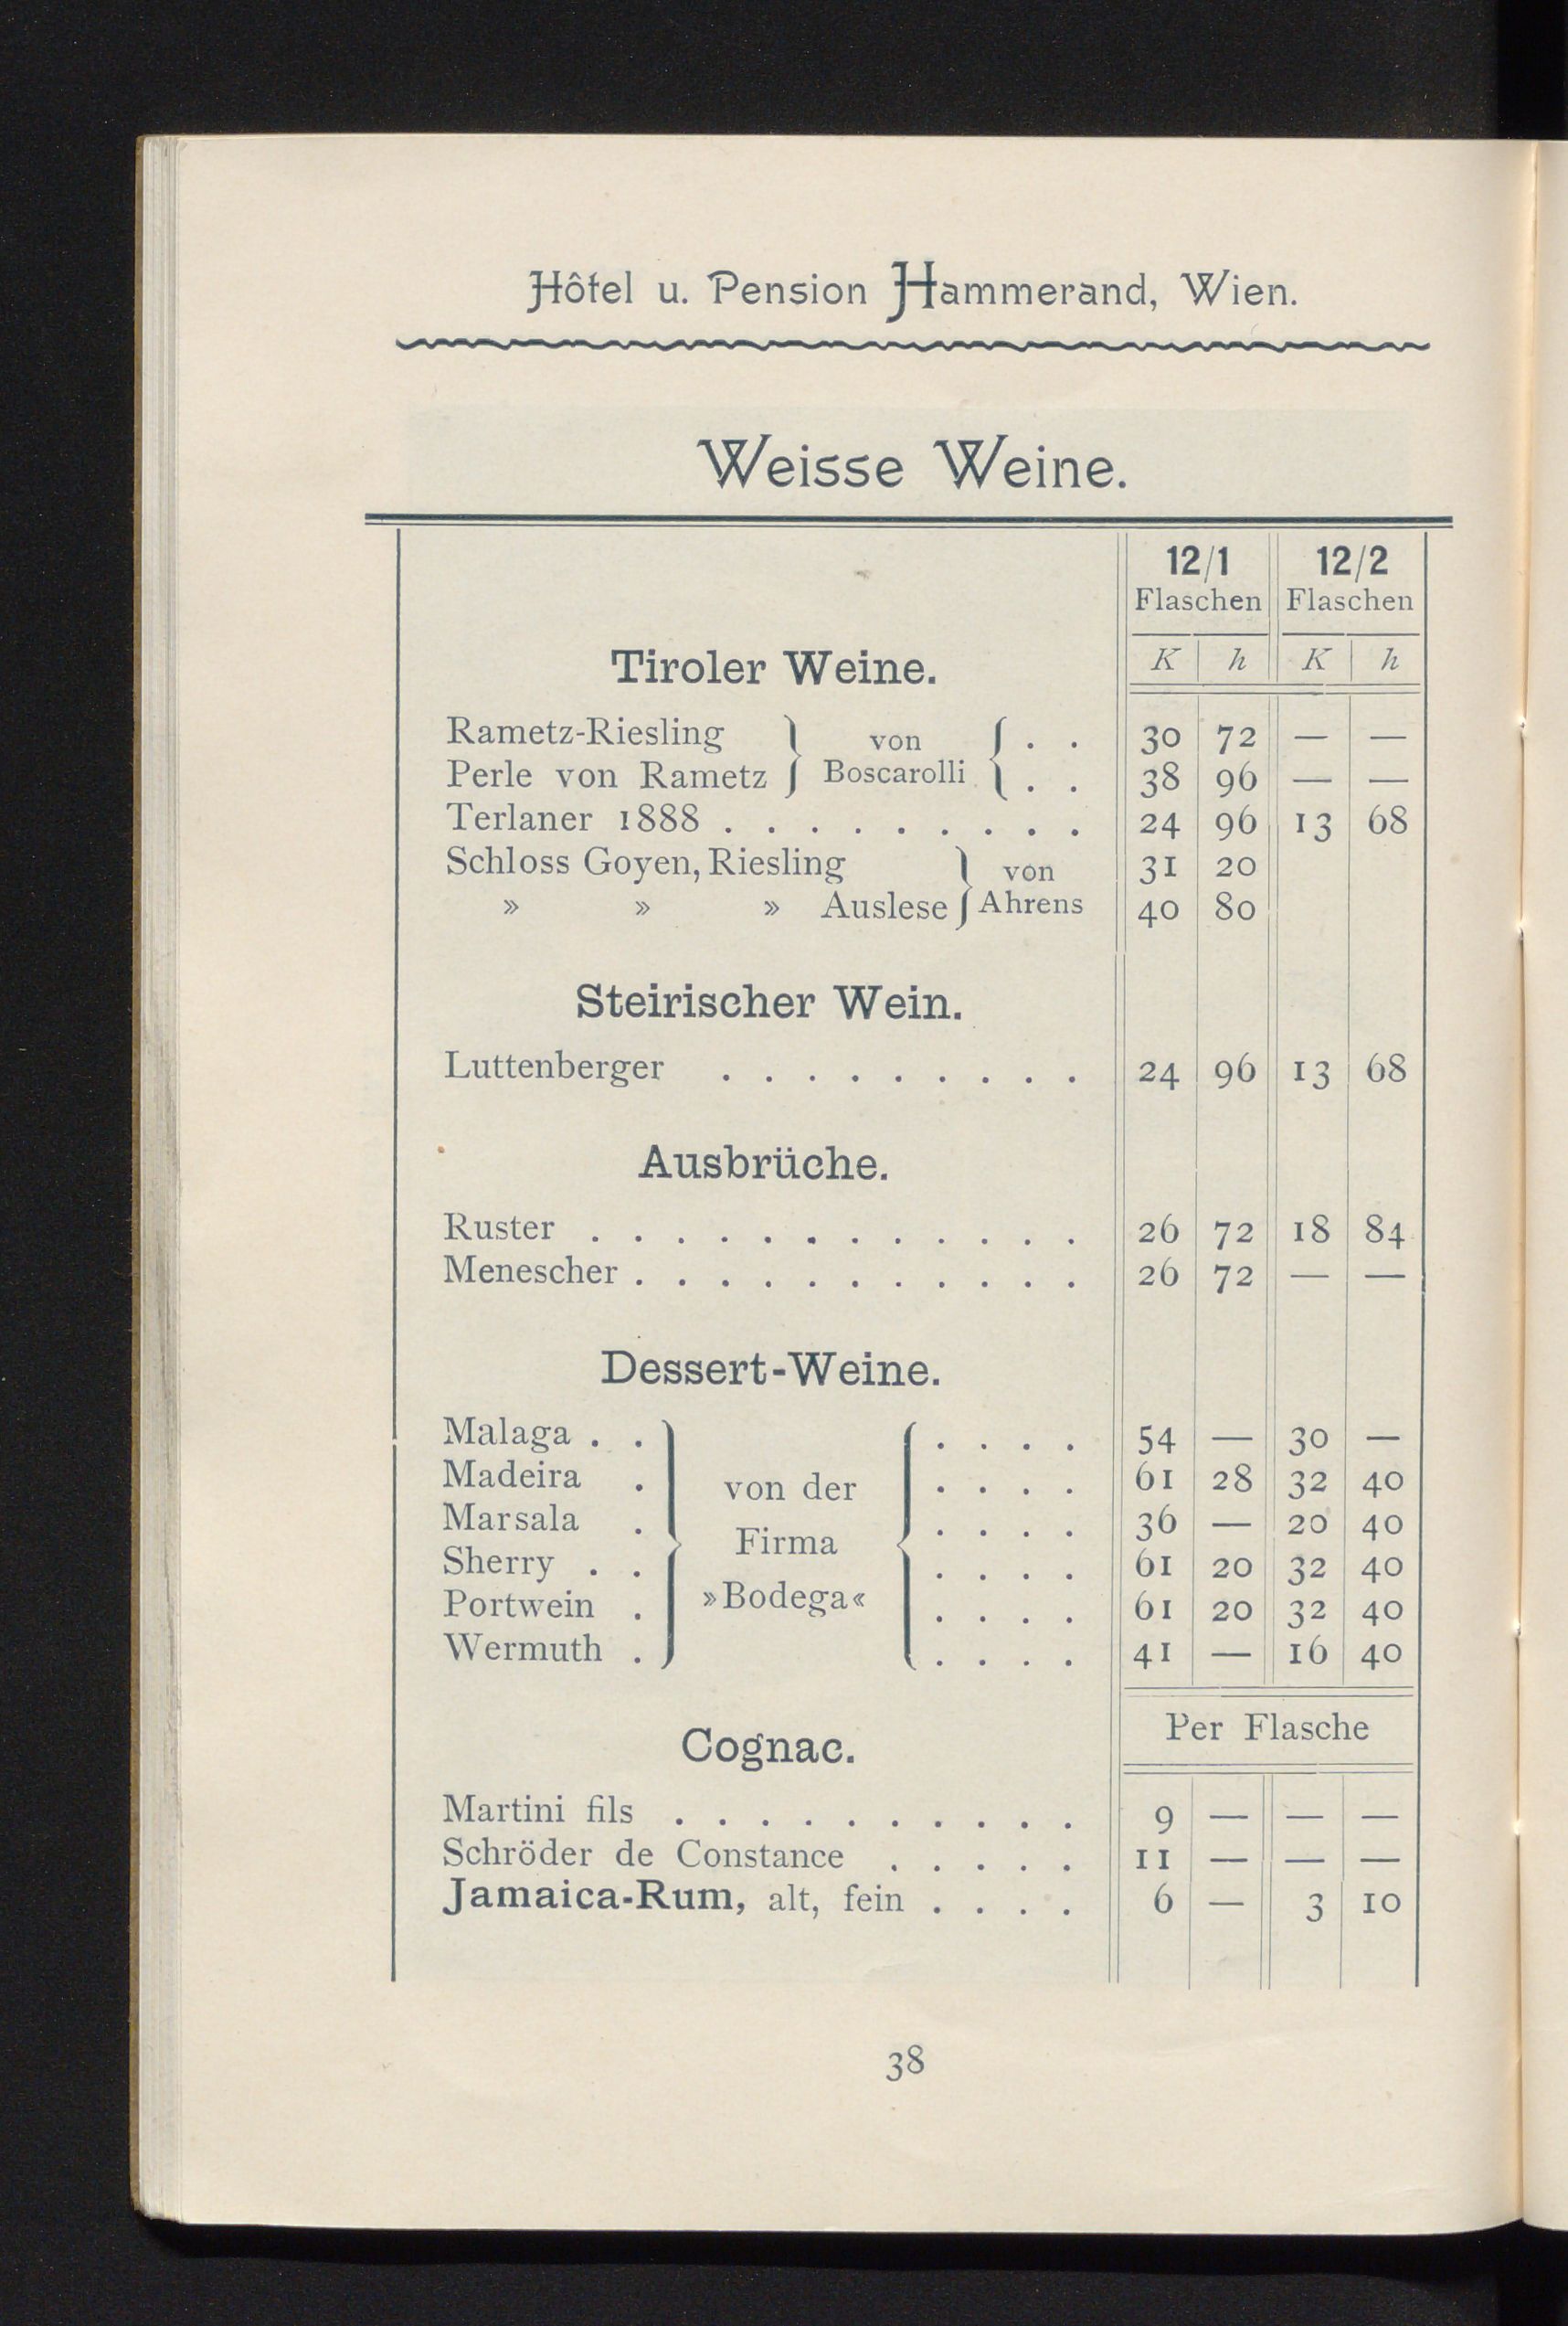 Hôtel u. Pension Hammerand, Wien.
Weisse Weine.
12/1 12/2
Flaschen Flaschen
Tiroler Weine. K h K h
Rametz-Riesling } von { . . 30 72 — —
Perle von Rametz } Boscarolli { . . 38 96 — —
Terlaner 1888 . . . . . . . . . 24 96 13 68
Schloss Goyen, Riesling } von 31 20
» » » Auslese } Ahrens 40 80
Steirischer Wein.
Luttenberger . . . . . . . . . 24 96 13 68
Ausbrüche.
Ruster . . . . . . . . . . . . 26 72 18 84
Menescher . . . . . . . . . . . 26 72 — —
Dessert-Weine.
Malaga . . . . . . 54 — 30 —
Madeira . von der . . . . 61 28 32 40
Marsala . Firma . . . . 36 — 20 40
Sherry . . . . . . 61 20 32 40
Portwein . »Bodega« . . . . 61 20 32 40
Wermuth . . . . . 41 — 16 40
Per Flasche
Cognac.
Martini fils . . . . . . . . . . 9 — — —
Schröder de Constance . . . . . 11 — — —
Jamaica-Rum, alt, fein . . . . 6 — 3 10
38